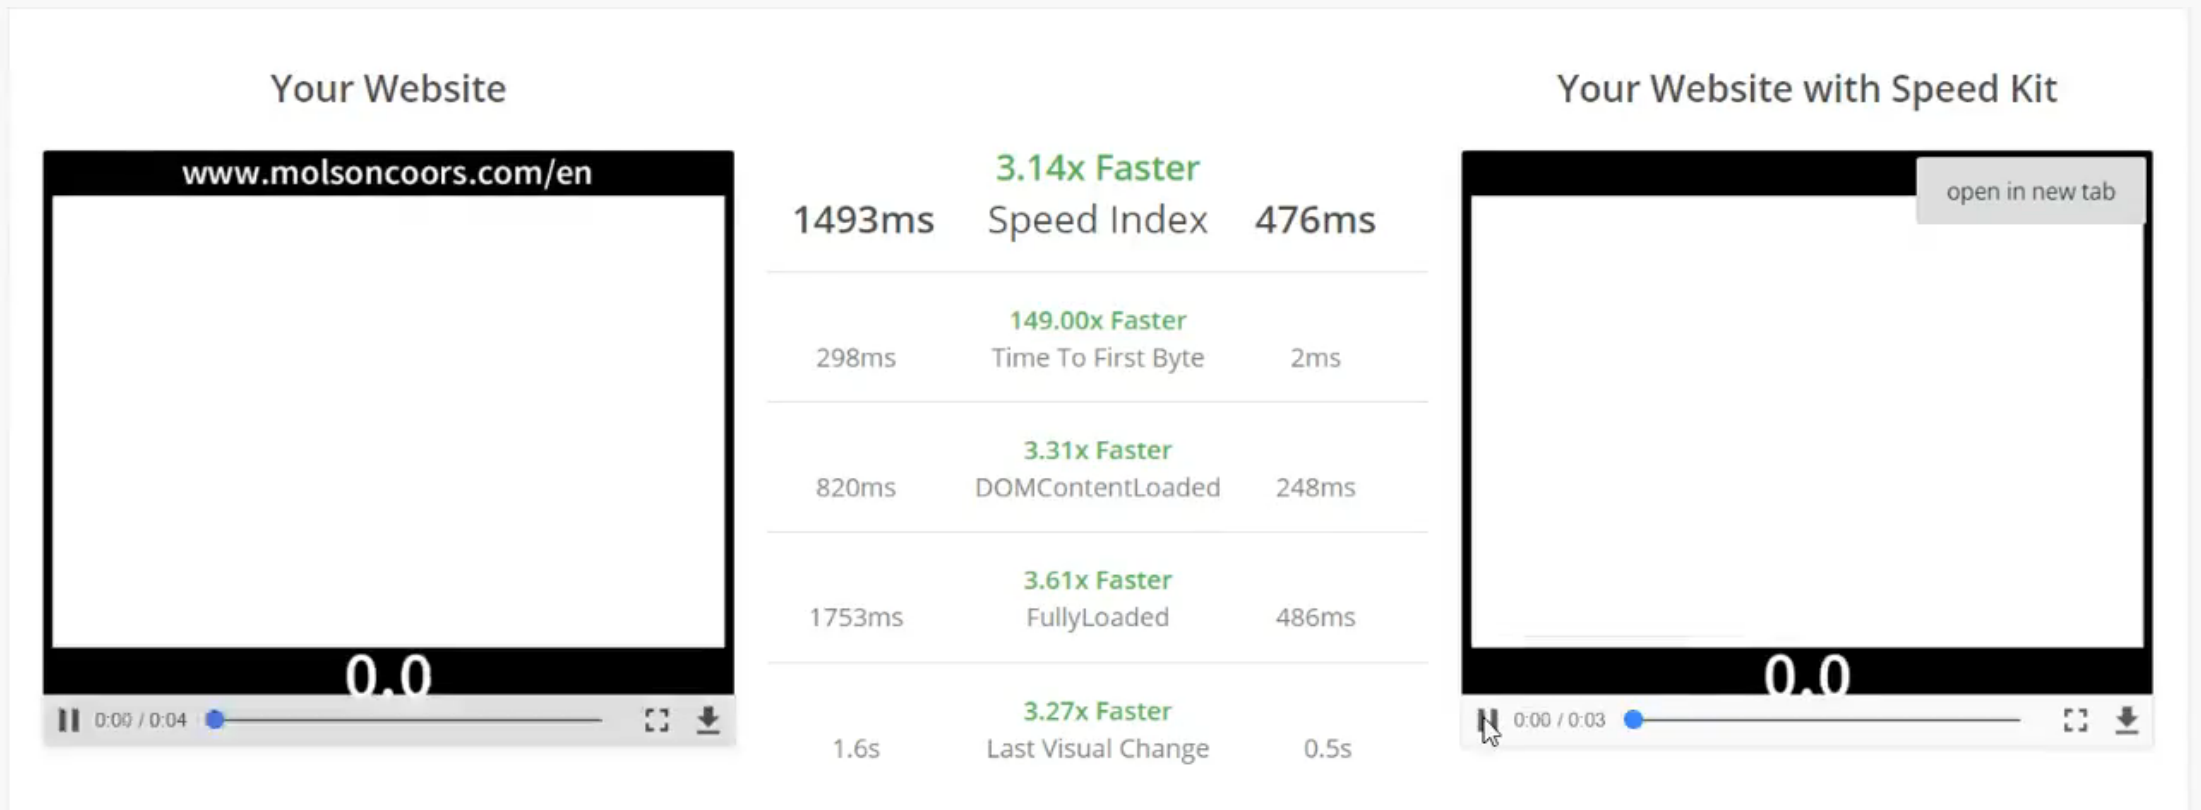 Your Website
Your Website with Speed Kit
www.molsoncoors.com/en
open in new tab
3.14x Faster
1493ms Speed Index 476ms
149.00x Faster
298ms Time To First Byte 2ms
3.31x Faster
820ms DOMContentLoaded 248ms
3.61x Faster
1753ms FullyLoaded 486ms
3.27x Faster
1.6s Last Visual Change 0.5s
0.0
0:00 / 0:04
0.0
0:00 / 0:03